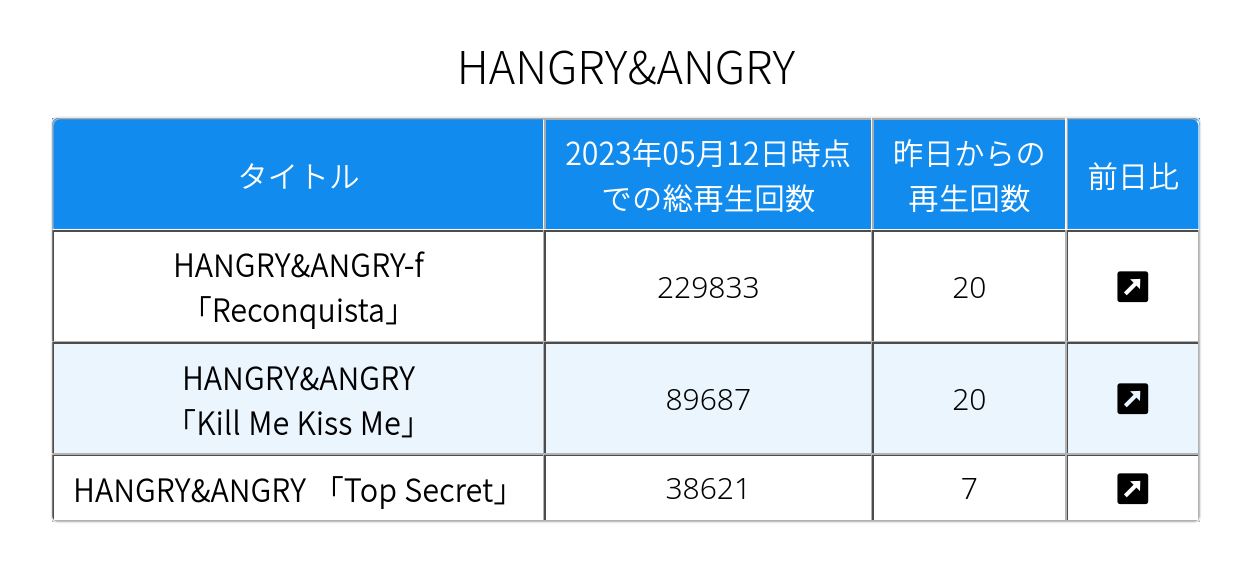 HANGRY&ANGRY
タイトル
2023年05月12日時点
での総再生回数
昨日からの
再生回数
前日比
HANGRY&ANGRY-f
「Reconquista」
229833
20
HANGRY&ANGRY
「Kill Me Kiss Me」
89687
20
HANGRY&ANGRY 「Top Secret」
38621
7